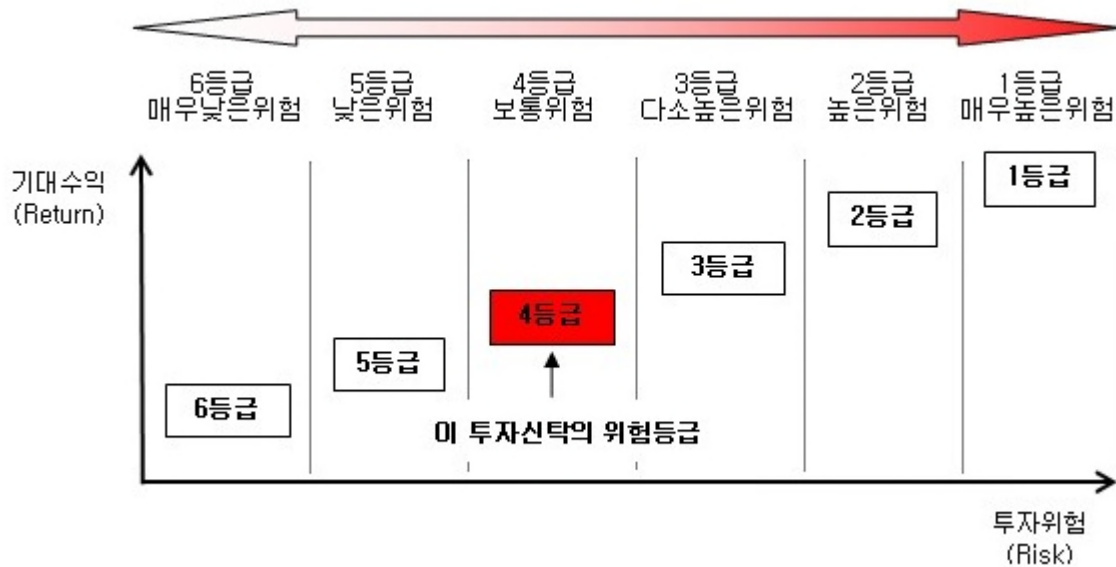 6등급 5등급 4등급 3등급 2등급 1등급
매우낮은위험 낮은위험 보통위험 다소높은위험 높은위험 매우높은위험
기대수익
(Return)
1등급
2등급
3등급
4등급
5등급
6등급
이 투자신탁의 위험등급
투자위험
(Risk)